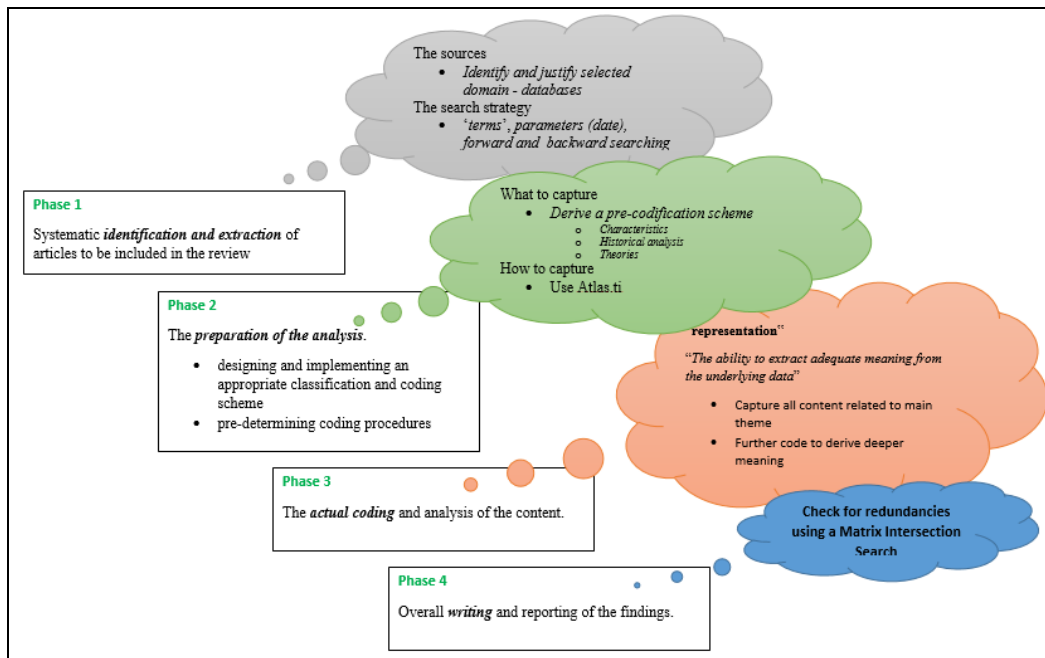 The sources
• Identify and justify selected
domain - databases
The search strategy
• ‘terms’, parameters (date),
forward and backward searching
Phase 1
Systematic identification and extraction of
articles to be included in the review
What to capture
• Derive a pre-codification scheme
o Characteristics
o Historical analysis
o Theories
How to capture
• Use Atlas.ti
Phase 2
The preparation of the analysis.
• designing and implementing an
appropriate classification and coding
scheme
• pre-determining coding procedures
representation“
“The ability to extract adequate meaning from
the underlying data”
• Capture all content related to main
theme
• Further code to derive deeper
meaning
Phase 3
The actual coding and analysis of the content.
Check for redundancies
using a Matrix Intersection
Search
Phase 4
Overall writing and reporting of the findings.